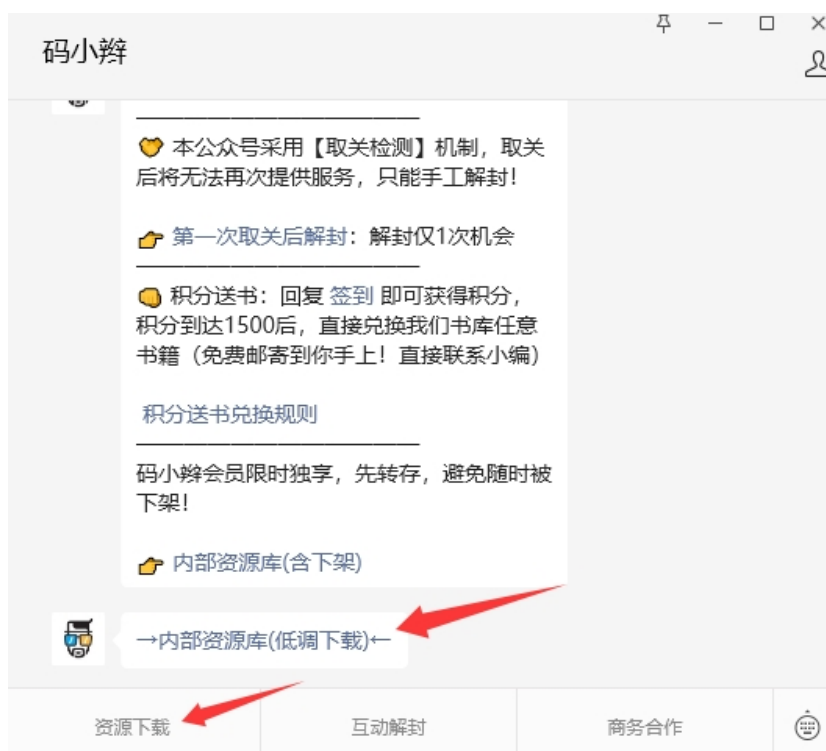 码小辫
本公众号采用【取关检测】机制，取关
后将无法再次提供服务，只能手工解封！
第一次取关后解封：解封仅1次机会
积分送书：回复 签到 即可获得积分，
积分到达1500后，直接兑换我们书库任意
书籍（免费邮寄到你手上！直接联系小编）
积分送书兑换规则
码小辫会员限时独享，先转存，避免随时被
下架！
内部资源库(含下架)
→内部资源库(低调下载)←
资源下载
互动解封
商务合作